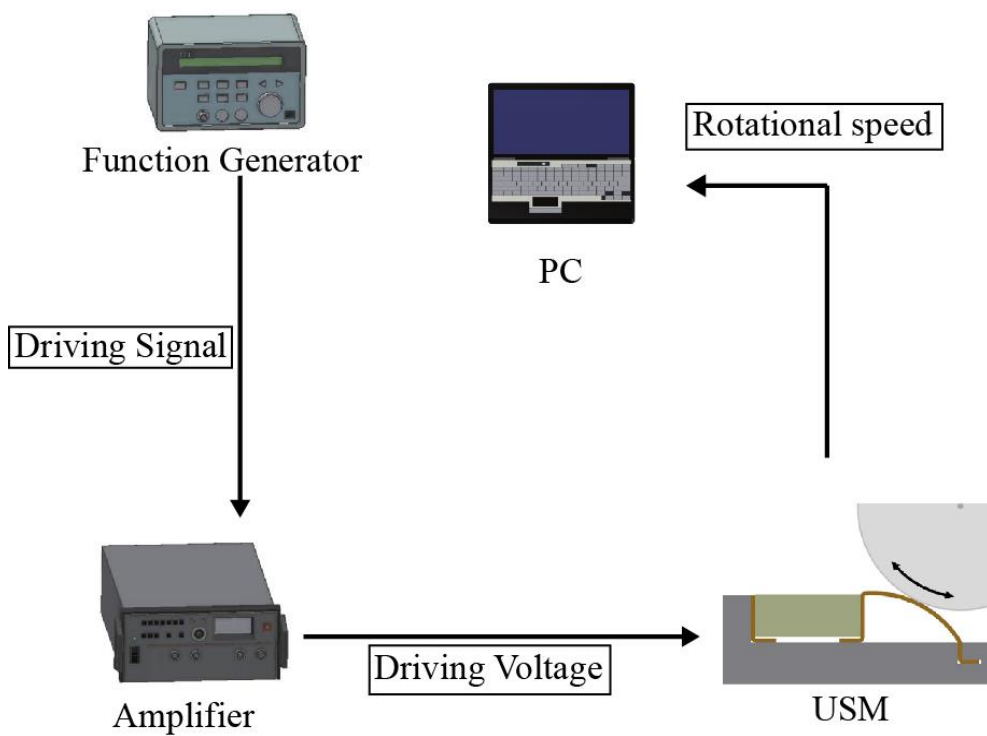 Function Generator
Rotational speed
PC
Driving Signal
Driving Voltage
Amplifier
USM